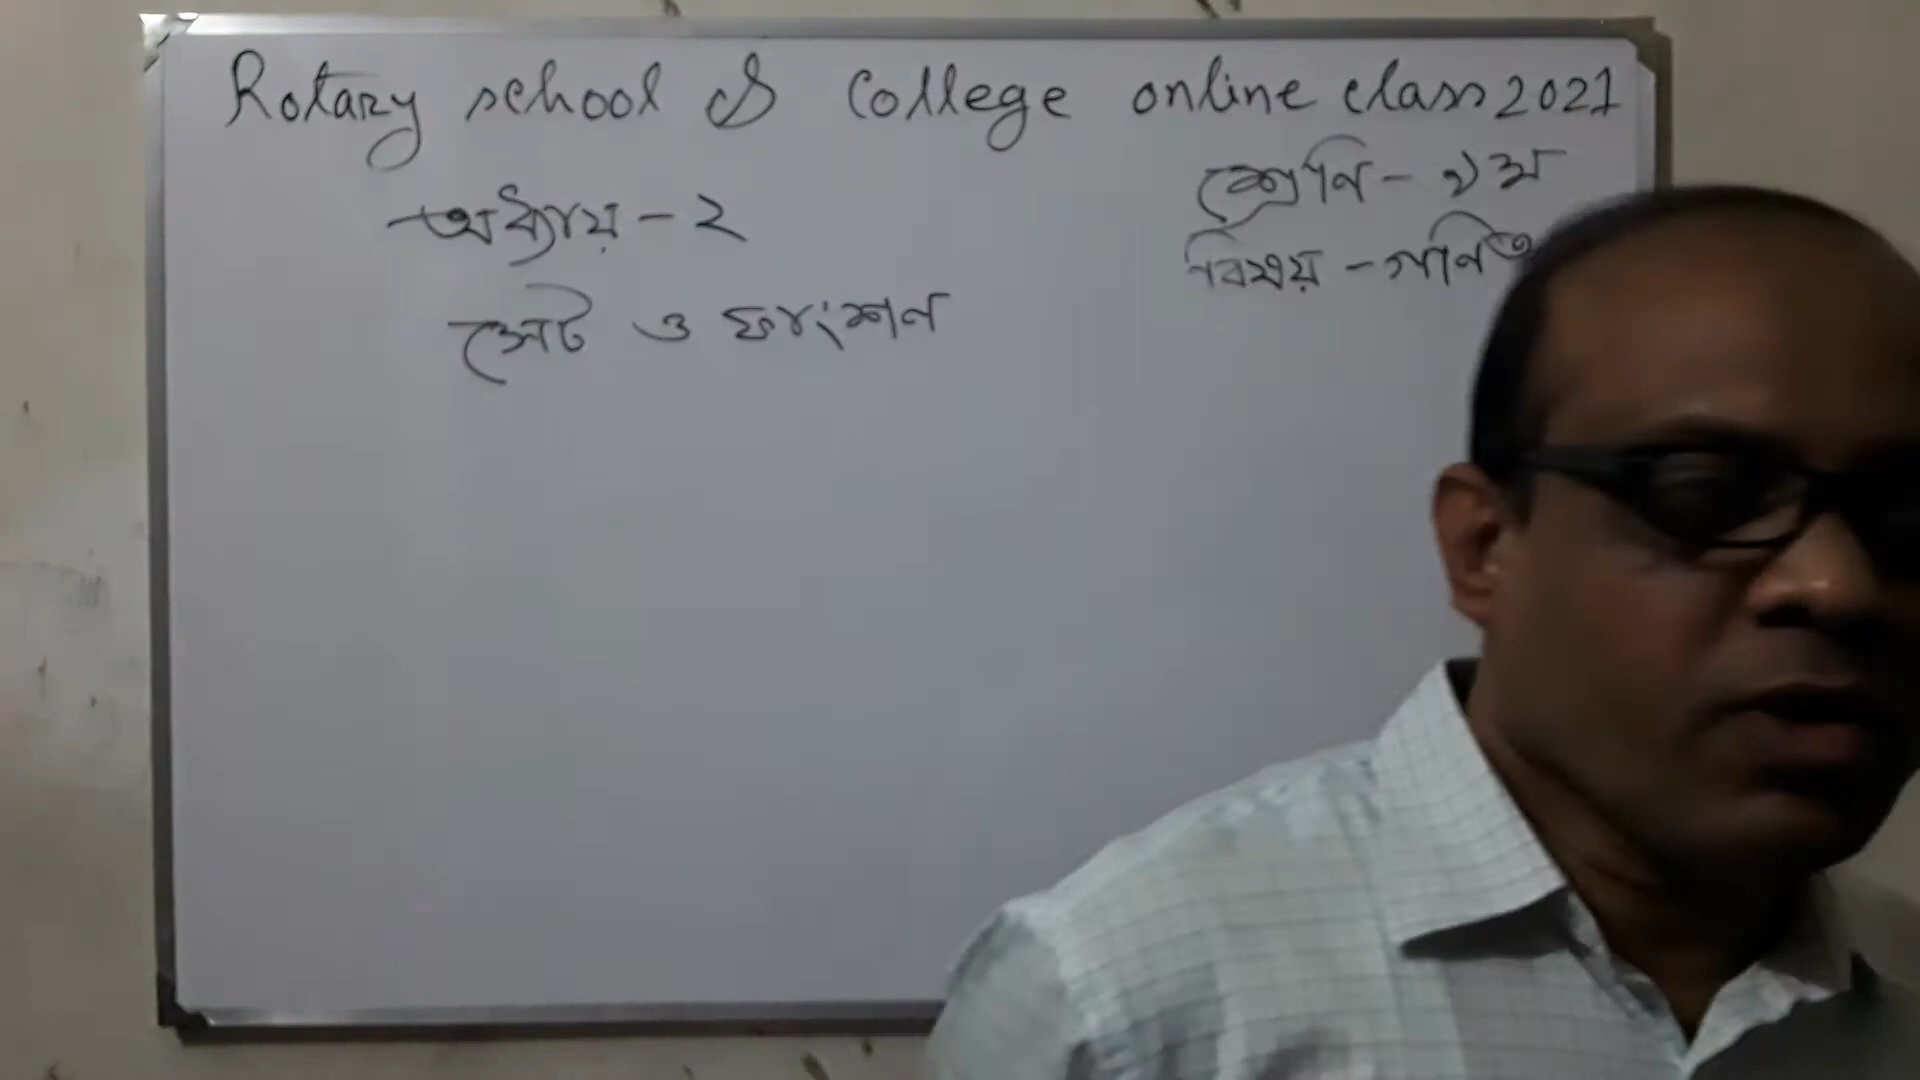 Rotary school & College online class 2021
শ্রেণি - ৯ম
অধ্যায় - ২
বিষয় - গণিত
সেট ও ফাংশন